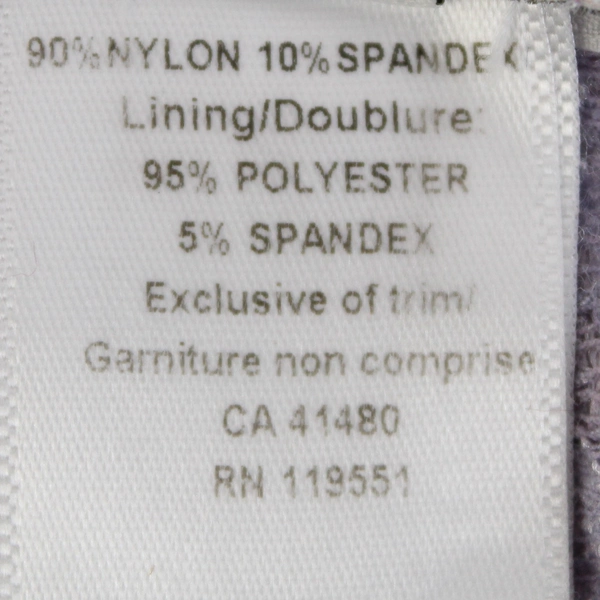 90% NYLON 10% SPANDEX
Lining/Doublure:
95% POLYESTER
5% SPANDEX
Exclusive of trim/
Garniture non comprise
CA 41480
RN 119551